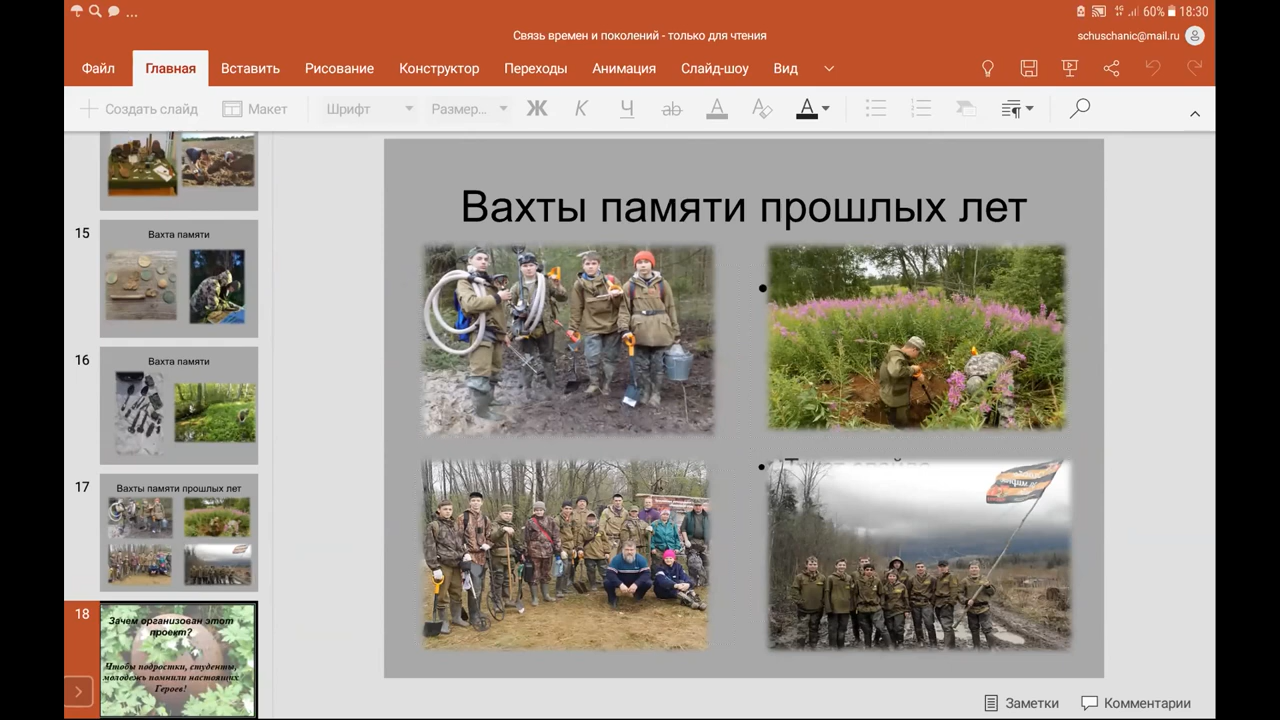 ... 4G 60% 18:30
Связь времен и поколений - только для чтения
schuschanic@mail.ru
Файл Главная Вставить Рисование Конструктор Переходы Анимация Слайд-шоу Вид
Создать слайд Макет Шрифт Размер... Ж К Ч ab А А
15 Вахта памяти
16 Вахта памяти
17 Вахты памяти прошлых лет
18 Зачем организован этот
проект?
Чтобы подростки, студенты,
молодежь помнили настоящих
Героев!
Вахты памяти прошлых лет
Заметки Комментарии